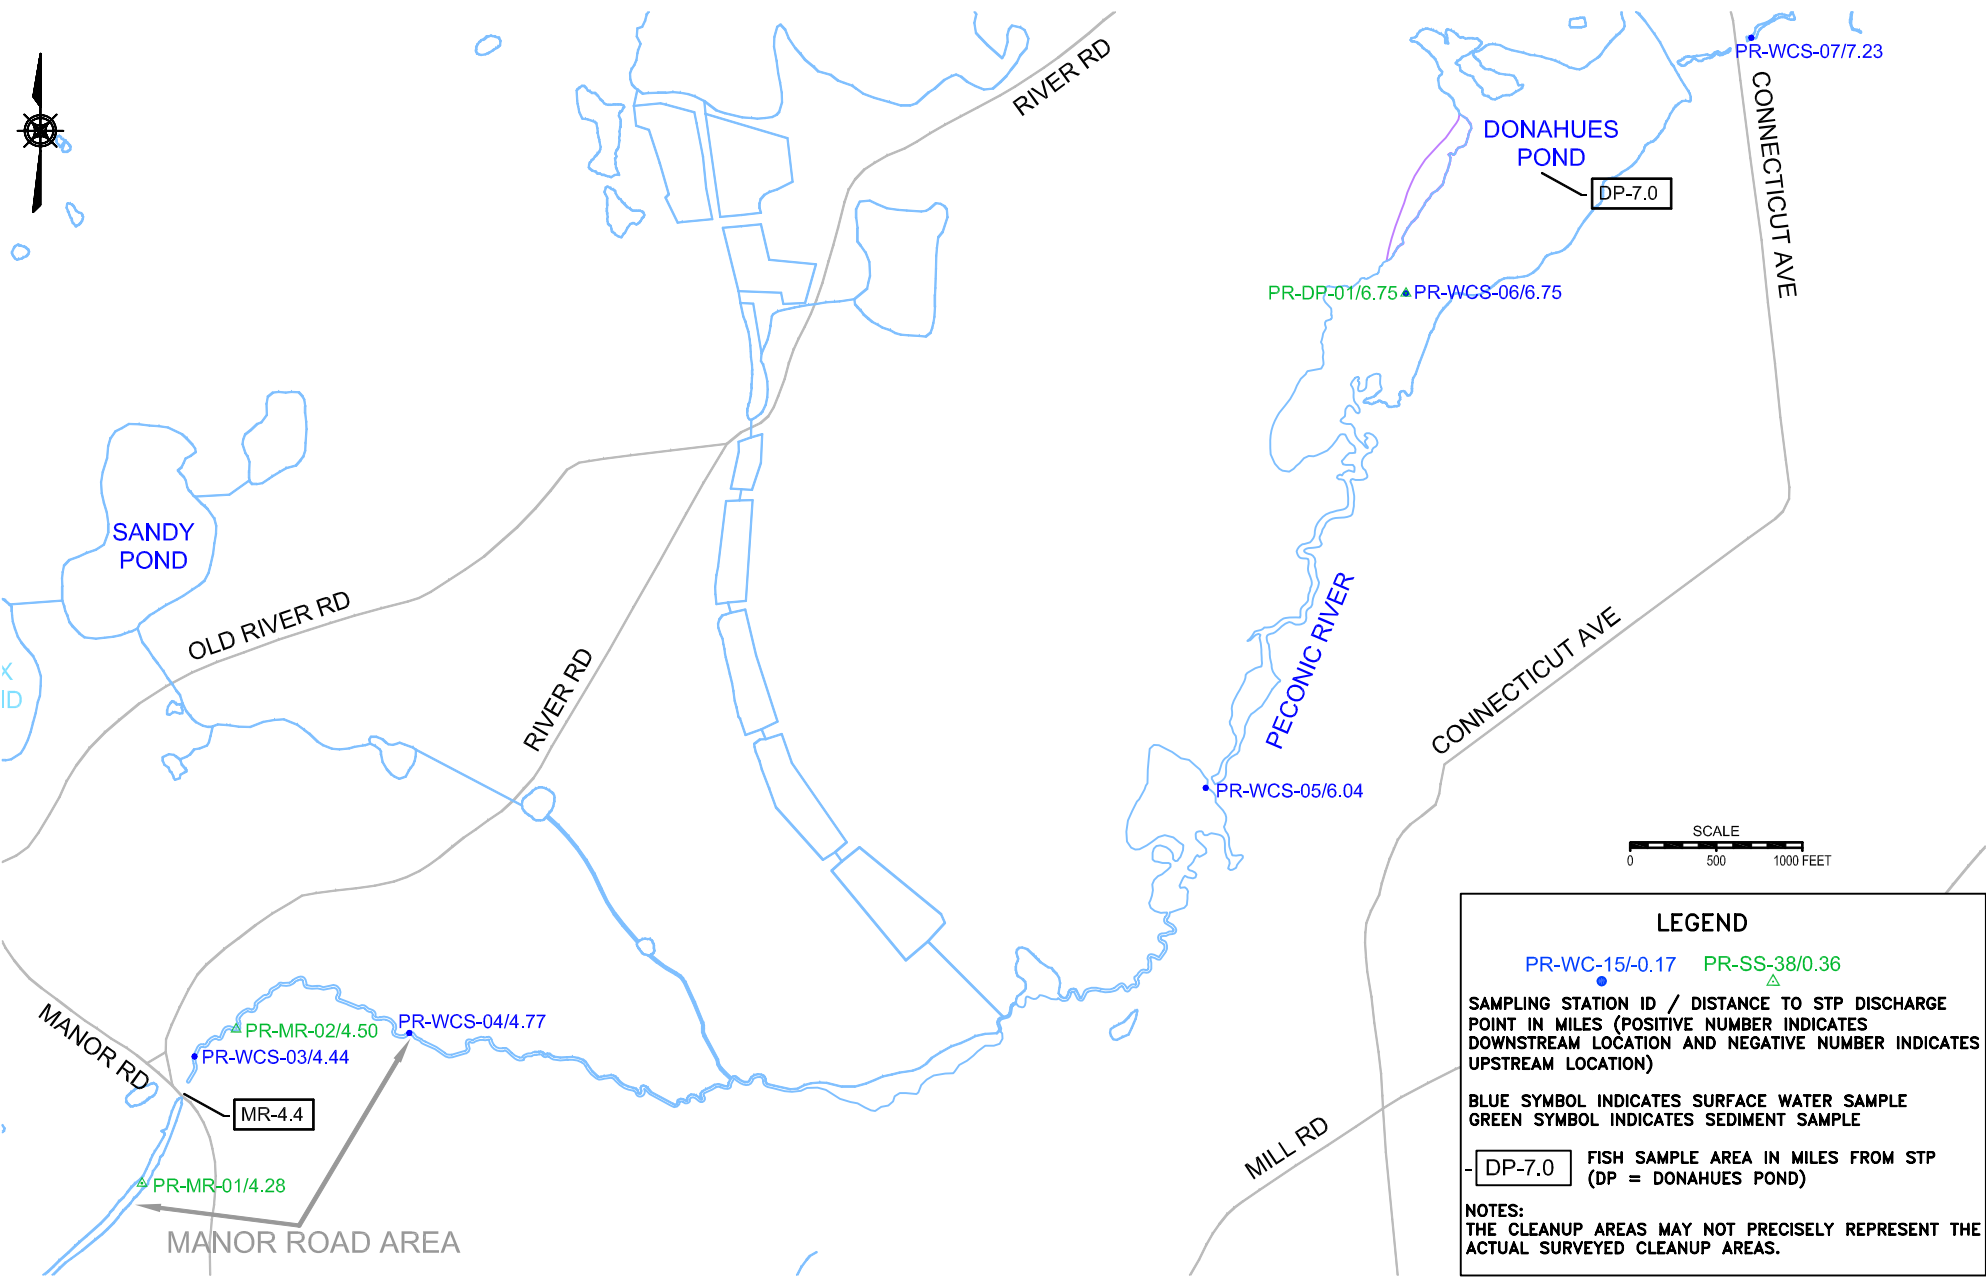 RIVER RD
PR-WCS-07/7.23
CONNECTICUT AVE
DONAHUES
POND
DP-7.0
PR-DP-01/6.75
PR-WCS-06/6.75
SANDY
POND
OLD RIVER RD
RIVER RD
PECONIC RIVER
CONNECTICUT AVE
X
ID
PR-WCS-05/6.04
SCALE
0 500 1000 FEET
MANOR RD
PR-MR-02/4.50
PR-WCS-03/4.44
PR-WCS-04/4.77
MR-4.4
PR-MR-01/4.28
MANOR ROAD AREA
MILL RD
LEGEND
PR-WC-15/-0.17 PR-SS-38/0.36
SAMPLING STATION ID / DISTANCE TO STP DISCHARGE
POINT IN MILES (POSITIVE NUMBER INDICATES
DOWNSTREAM LOCATION AND NEGATIVE NUMBER INDICATES
UPSTREAM LOCATION)
BLUE SYMBOL INDICATES SURFACE WATER SAMPLE
GREEN SYMBOL INDICATES SEDIMENT SAMPLE
DP-7.0
FISH SAMPLE AREA IN MILES FROM STP
(DP = DONAHUES POND)
NOTES:
THE CLEANUP AREAS MAY NOT PRECISELY REPRESENT THE
ACTUAL SURVEYED CLEANUP AREAS.